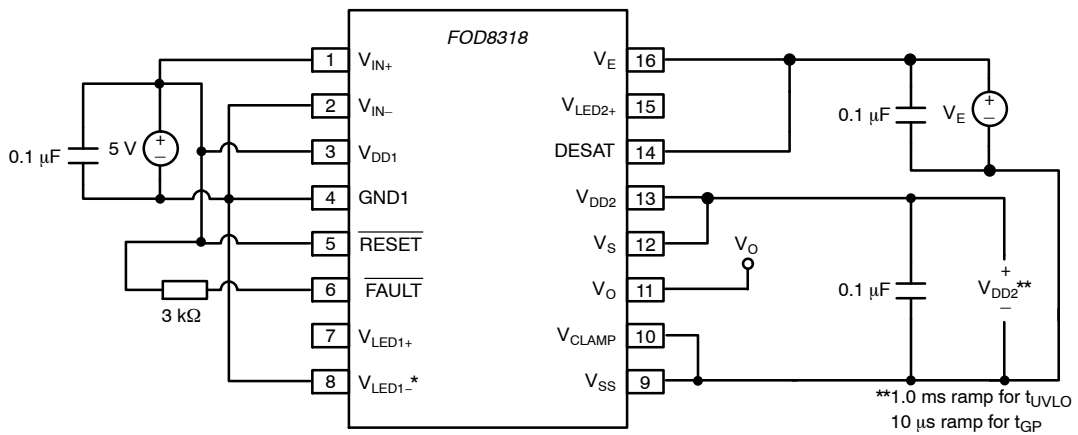 FOD8318
1 V_IN+
2 V_IN−
3 V_DD1
4 GND1
5 RESET
6 FAULT
7 V_LED1+
8 V_LED1−*
V_E 16
V_LED2+ 15
DESAT 14
V_DD2 13
V_S 12
V_O 11
V_CLAMP 10
V_SS 9
0.1 μF
5 V
+
−
3 kΩ
0.1 μF
V_E
+
−
V_O
0.1 μF
+
V_DD2**
−
**1.0 ms ramp for t_UVLO
10 μs ramp for t_GP